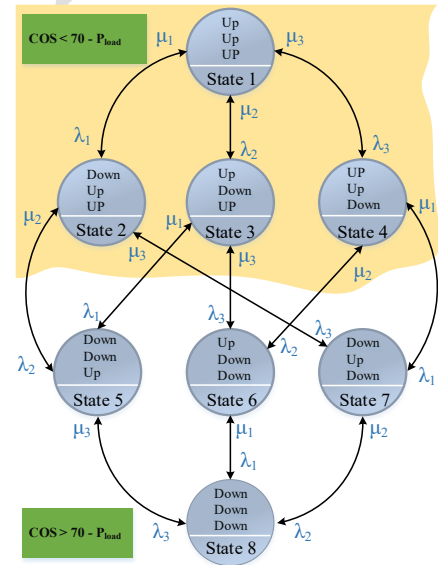 COS < 70 - Pload
μ1
Up
Up
UP
State 1
μ3
μ2
λ1
λ2
λ3
Down
Up
UP
State 2
Up
Down
UP
State 3
UP
Up
Down
State 4
μ2
μ1
μ1
μ3
μ3
μ2
λ1
λ3
λ2
λ3
Down
Down
Up
State 5
Up
Down
Down
State 6
Down
Up
Down
State 7
λ2
λ1
μ3
μ1
μ2
λ1
COS > 70 - Pload
λ3
Down
Down
Down
State 8
λ2